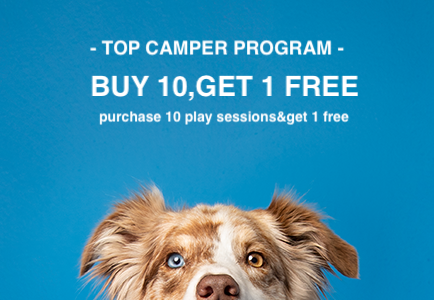 - TOP CAMPER PROGRAM -
BUY 10,GET 1 FREE
purchase 10 play sessions&get 1 free